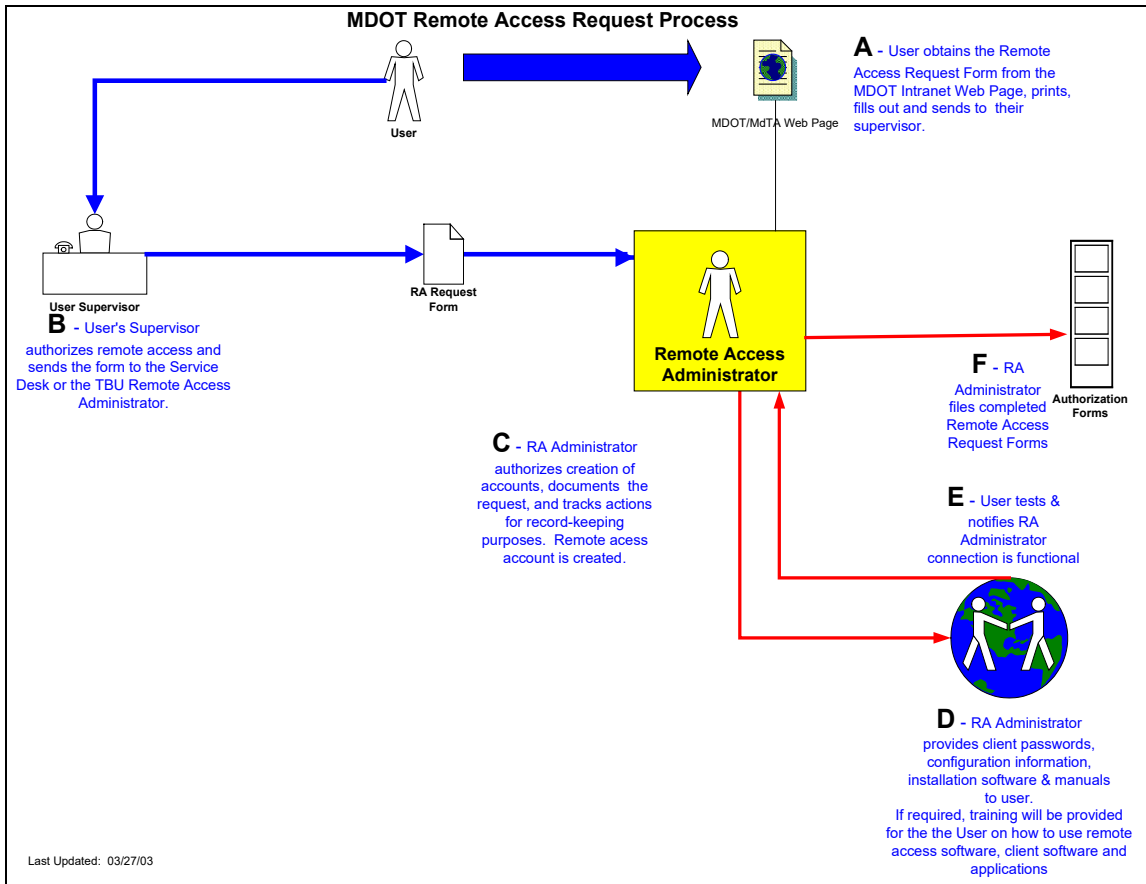 MDOT Remote Access Request Process
User
MDOT/MdTA Web Page
A - User obtains the Remote
Access Request Form from the
MDOT Intranet Web Page, prints,
fills out and sends to their
supervisor.
User Supervisor
B - User's Supervisor
authorizes remote access and
sends the form to the Service
Desk or the TBU Remote Access
Administrator.
RA Request
Form
Remote Access
Administrator
C - RA Administrator
authorizes creation of
accounts, documents the
request, and tracks actions
for record-keeping
purposes. Remote acess
account is created.
F - RA
Administrator
files completed
Remote Access
Request Forms
Authorization
Forms
E - User tests &
notifies RA
Administrator
connection is functional
D - RA Administrator
provides client passwords,
configuration information,
installation software & manuals
to user.
If required, training will be provided
for the the User on how to use remote
access software, client software and
applications
Last Updated: 03/27/03